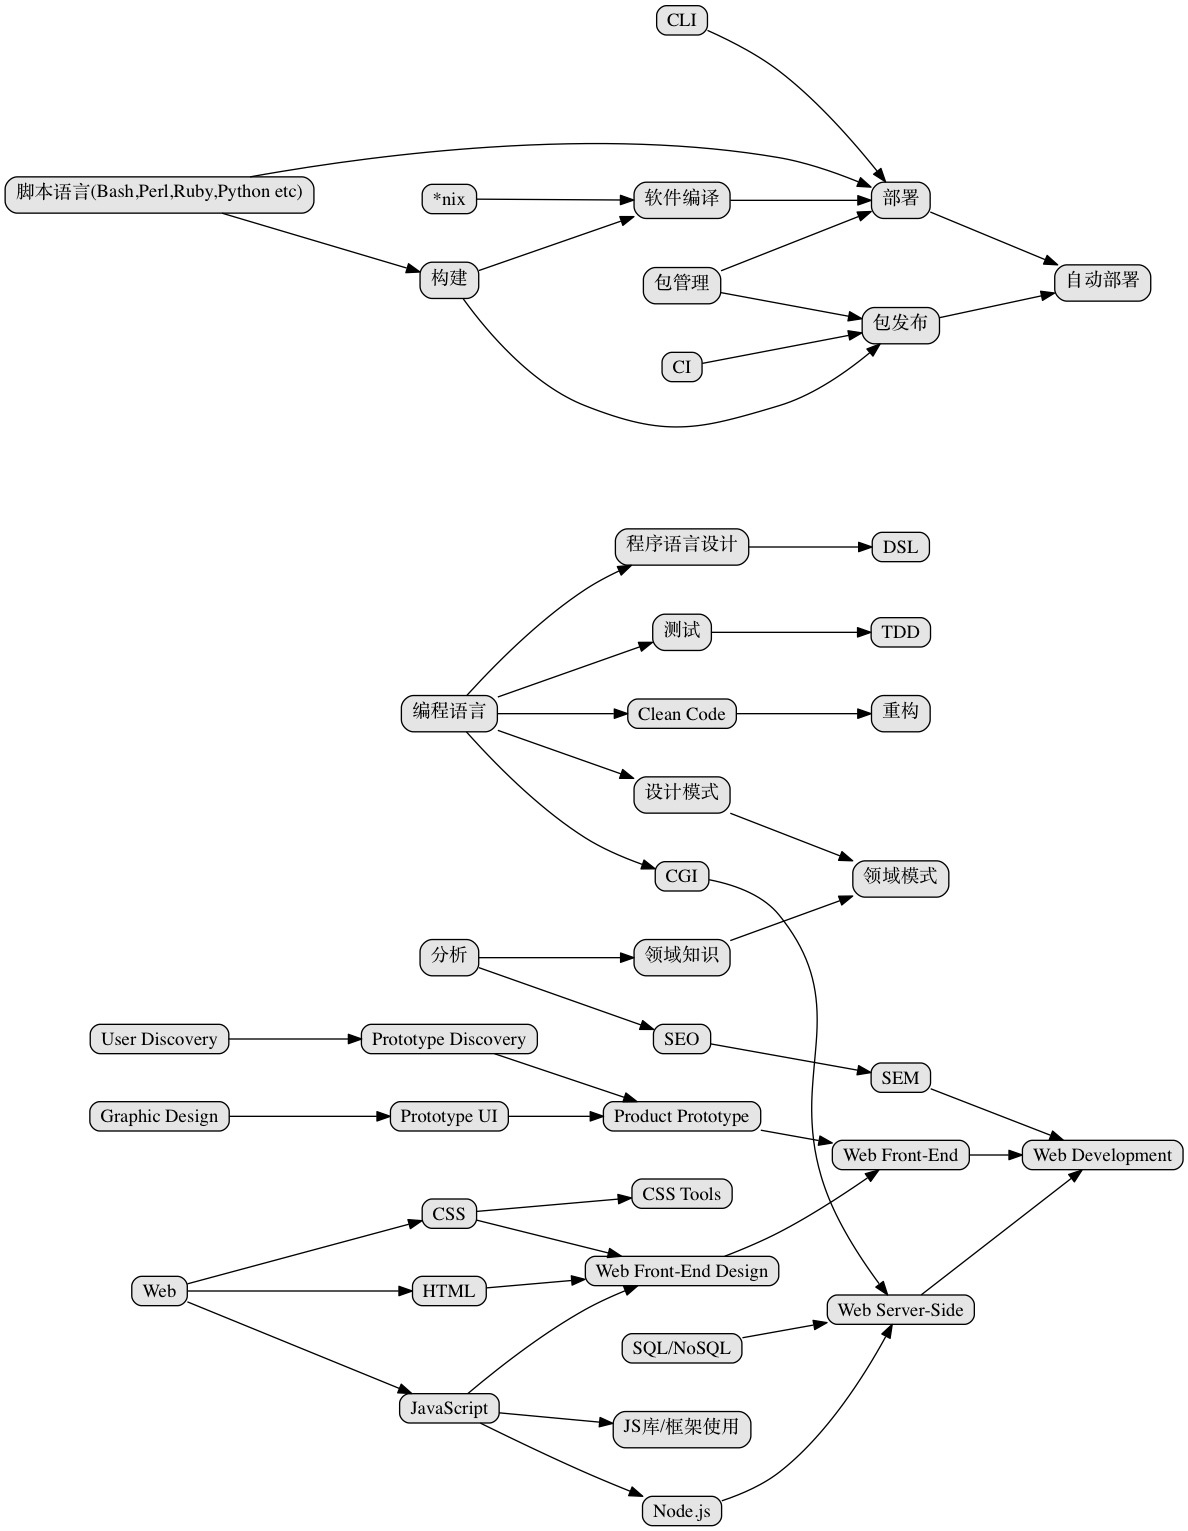 CLI
脚本语言(Bash,Perl,Ruby,Python etc)
*nix
软件编译
部署
构建
包管理
自动部署
包发布
CI
程序语言设计
DSL
测试
TDD
编程语言
Clean Code
重构
设计模式
CGI
领域模式
分析
领域知识
User Discovery
Prototype Discovery
SEO
SEM
Graphic Design
Prototype UI
Product Prototype
Web Front-End
Web Development
CSS
CSS Tools
Web
HTML
Web Front-End Design
Web Server-Side
SQL/NoSQL
JavaScript
JS库/框架使用
Node.js